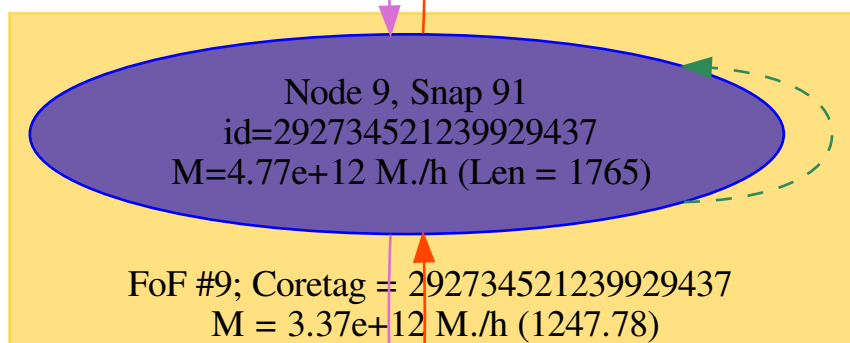 Node 9, Snap 91
id=292734521239929437
M=4.77e+12 M./h (Len = 1765)
FoF #9; Coretag = 292734521239929437
M = 3.37e+12 M./h (1247.78)